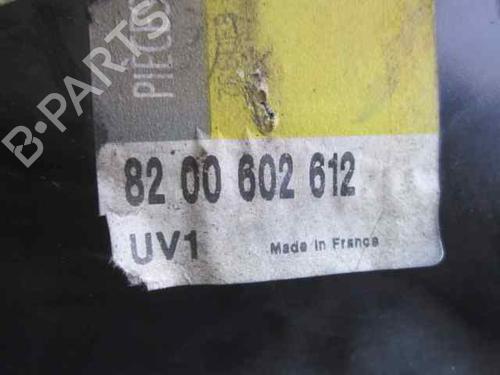 B-PARTS
PIECES
82 00 602 612
UV1 Made in France